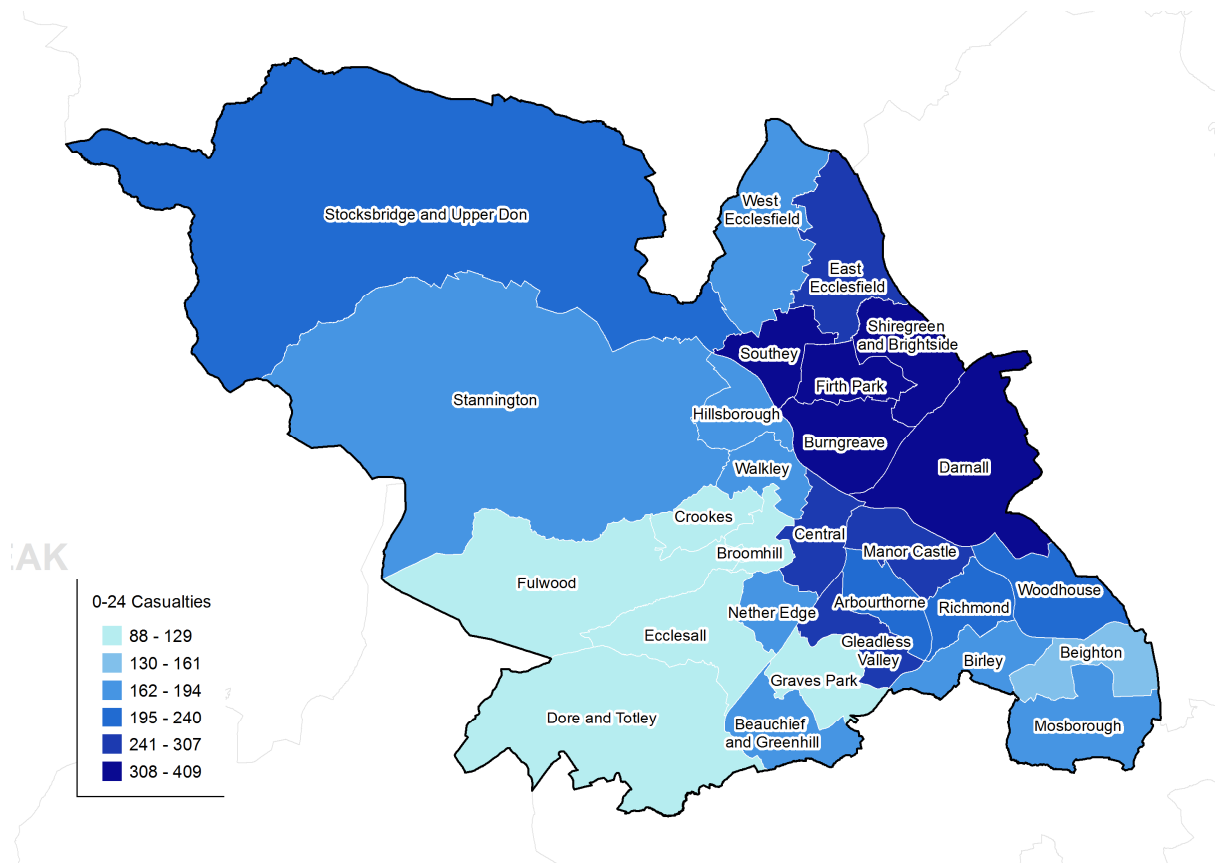 Stocksbridge and Upper Don
West
Ecclesfield
East
Ecclesfield
Shiregreen
and Brightside
Southey
Firth Park
Stannington
Hillsborough
Burngreave
Walkley
Darnall
Crookes
Central
Broomhill
Manor Castle
EAK
Fulwood
Woodhouse
Arbourthorne
Richmond
Nether Edge
Ecclesall
Gleadless
Valley
Birley
Beighton
Graves Park
Dore and Totley
Beauchief
and Greenhill
Mosborough
0-24 Casualties
88 - 129
130 - 161
162 - 194
195 - 240
241 - 307
308 - 409